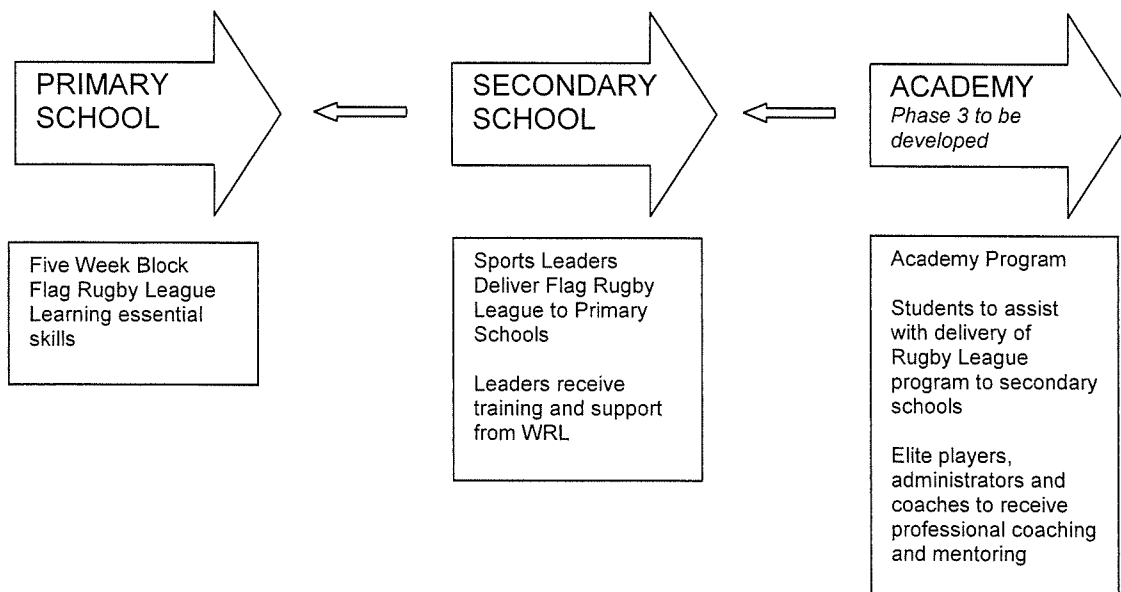 PRIMARY
SCHOOL
SECONDARY
SCHOOL
ACADEMY
Phase 3 to be
developed
Five Week Block
Flag Rugby League
Learning essential
skills
Sports Leaders
Deliver Flag Rugby
League to Primary
Schools
Leaders receive
training and support
from WRL
Academy Program
Students to assist
with delivery of
Rugby League
program to secondary
schools
Elite players,
administrators and
coaches to receive
professional coaching
and mentoring